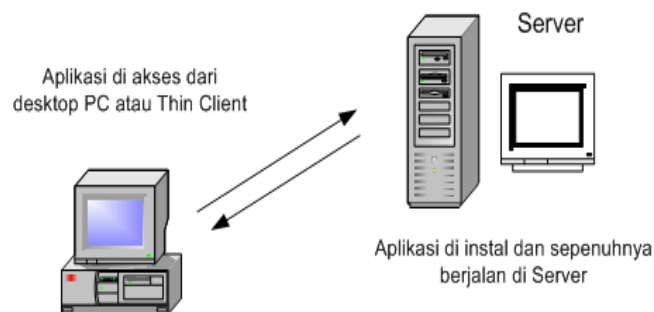 Server
Aplikasi di akses dari
desktop PC atau Thin Client
Aplikasi di instal dan sepenuhnya
berjalan di Server